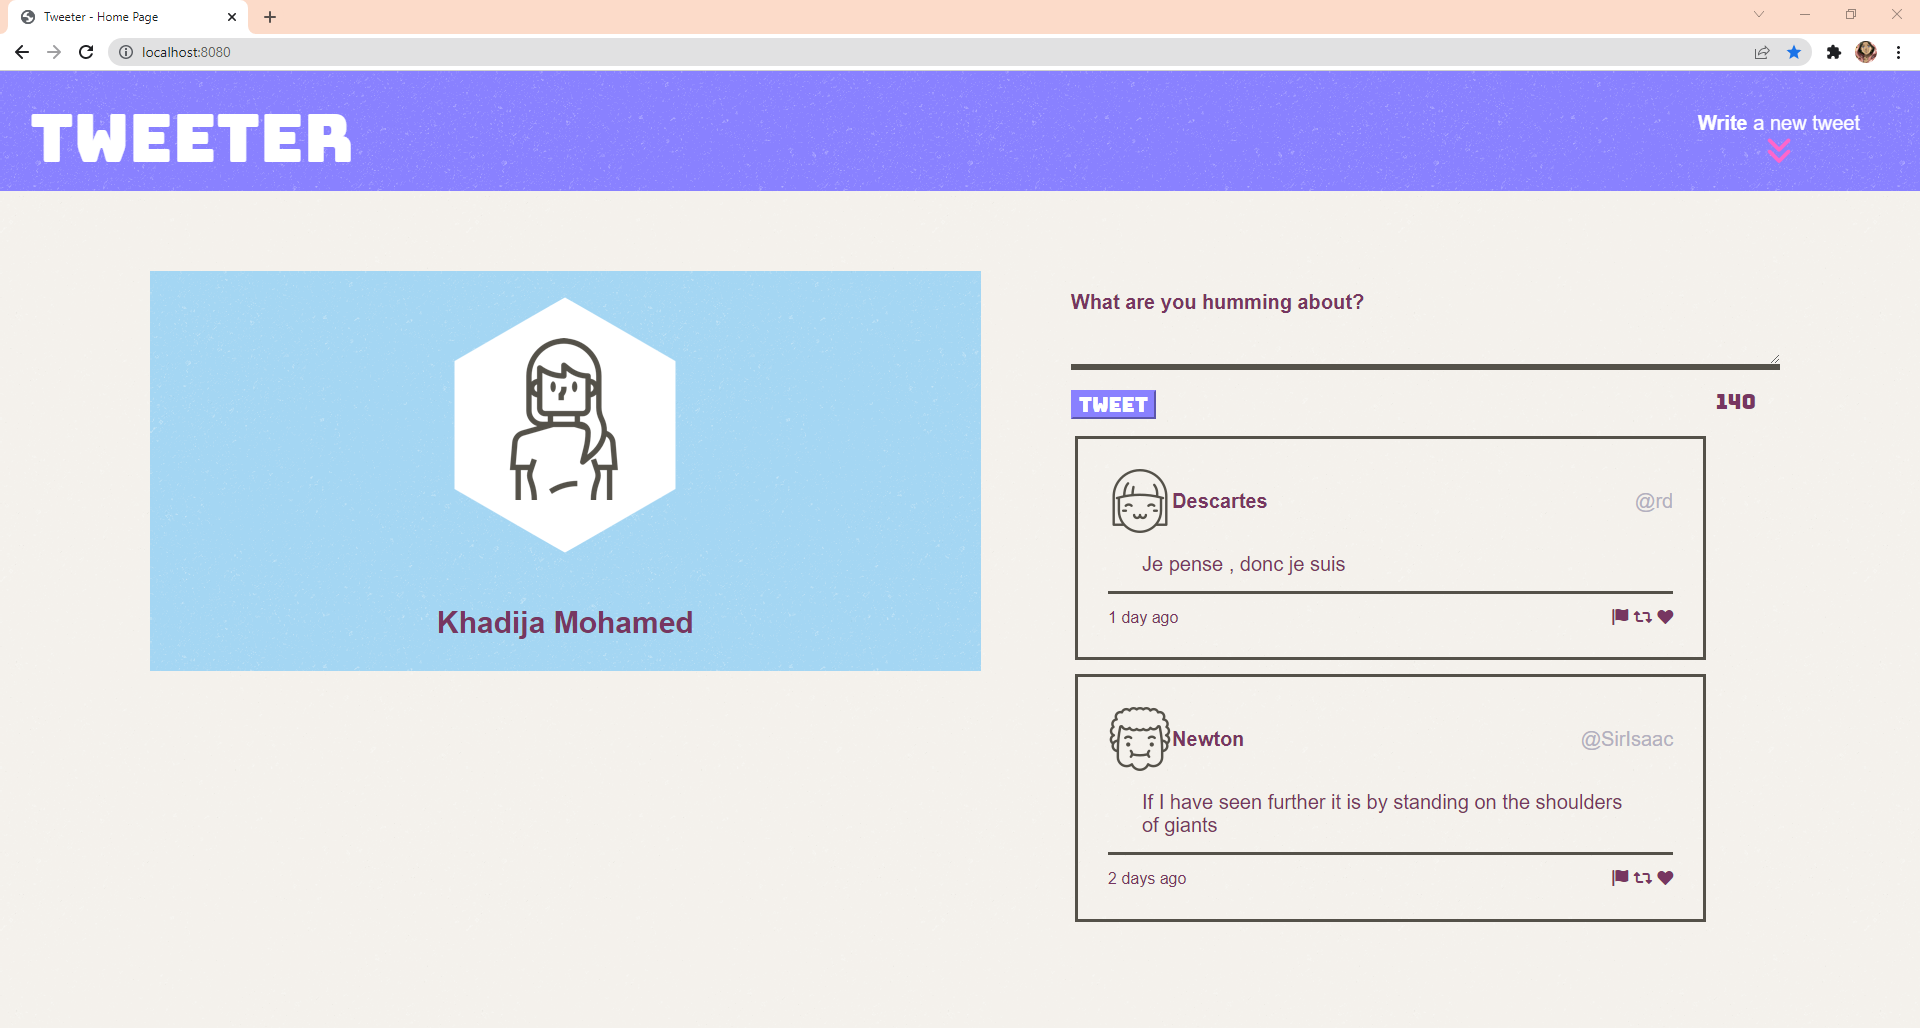 Tweeter - Home Page
localhost:8080
TWEETER
Write a new tweet
Khadija Mohamed
What are you humming about?
TWEET
140
Descartes
@rd
Je pense , donc je suis
1 day ago
Newton
@SirIsaac
If I have seen further it is by standing on the shoulders
of giants
2 days ago